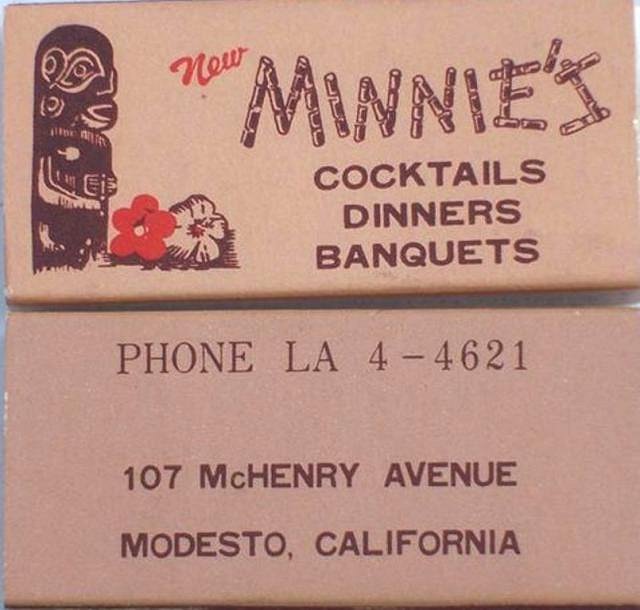 New MINNIE'S
COCKTAILS
DINNERS
BANQUETS
PHONE LA 4-4621
107 McHENRY AVENUE
MODESTO, CALIFORNIA